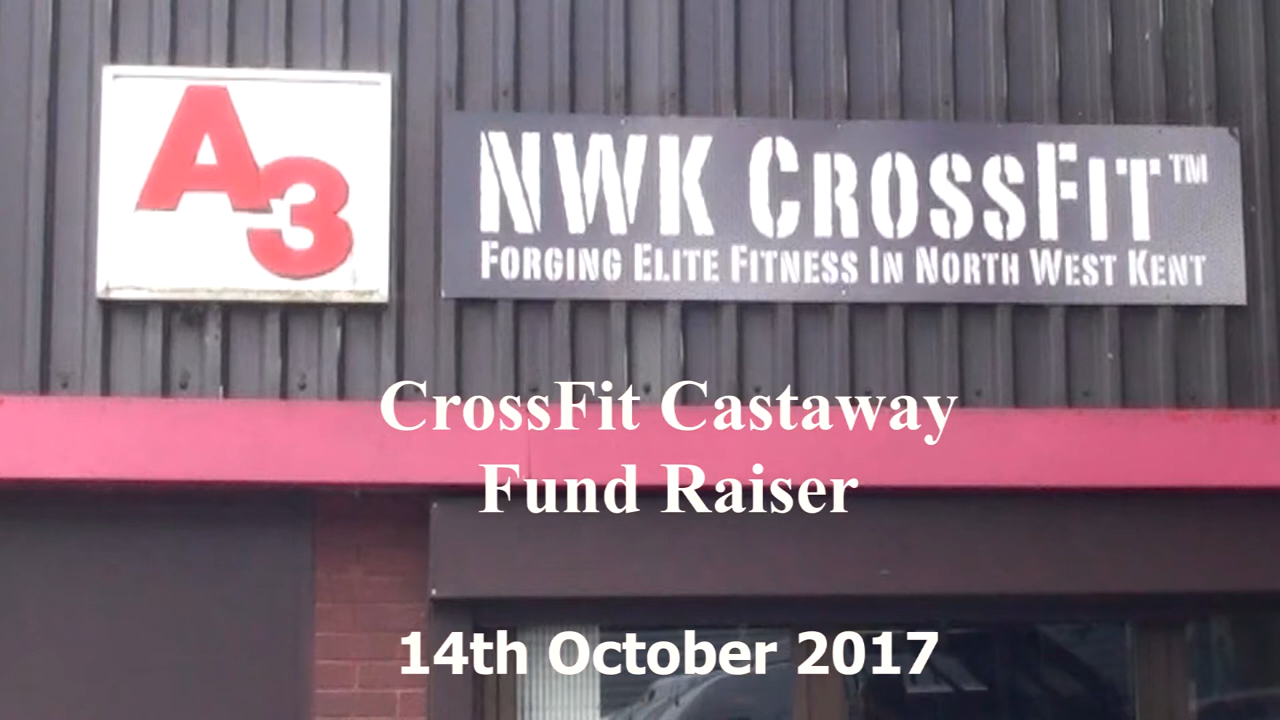 A3
NWK CROSSFIT™
FORGING ELITE FITNESS IN NORTH WEST KENT
CrossFit Castaway
Fund Raiser
14th October 2017